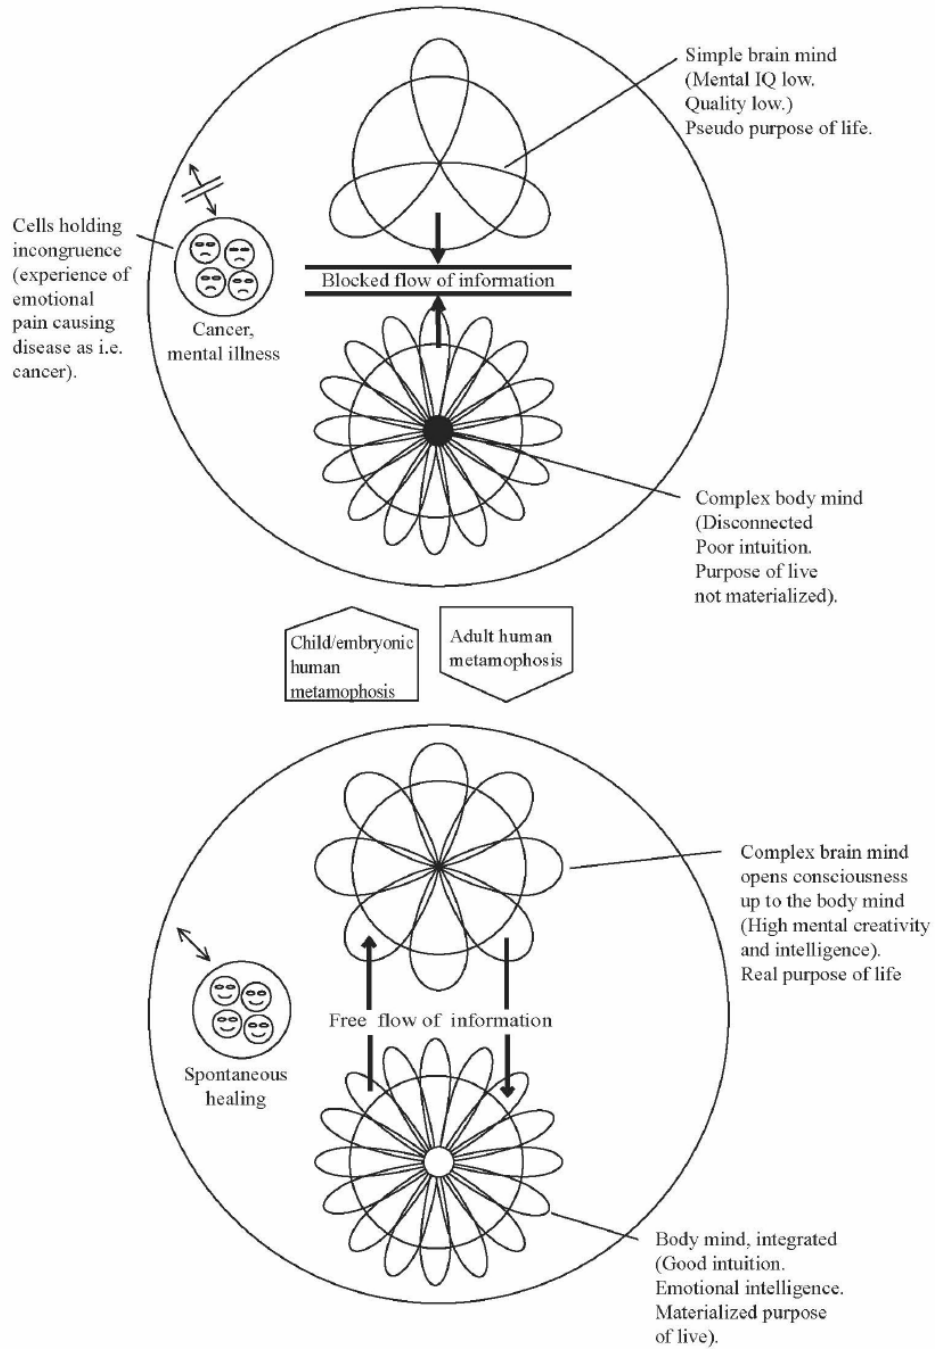 Simple brain mind
(Mental IQ low.
Quality low.)
Pseudo purpose of life.
Cells holding
incongruence
(experience of
emotional
pain causing
disease as i.e.
cancer).
Cancer,
mental illness
Blocked flow of information
Complex body mind
(Disconnected
Poor intuition.
Purpose of live
not materialized).
Child/embryonic
human
metamophosis
Adult human
metamophosis
Complex brain mind
opens consciousness
up to the body mind
(High mental creativity
and intelligence).
Real purpose of life
Free flow of information
Spontaneous
healing
Body mind, integrated
(Good intuition.
Emotional intelligence.
Materialized purpose
of live).